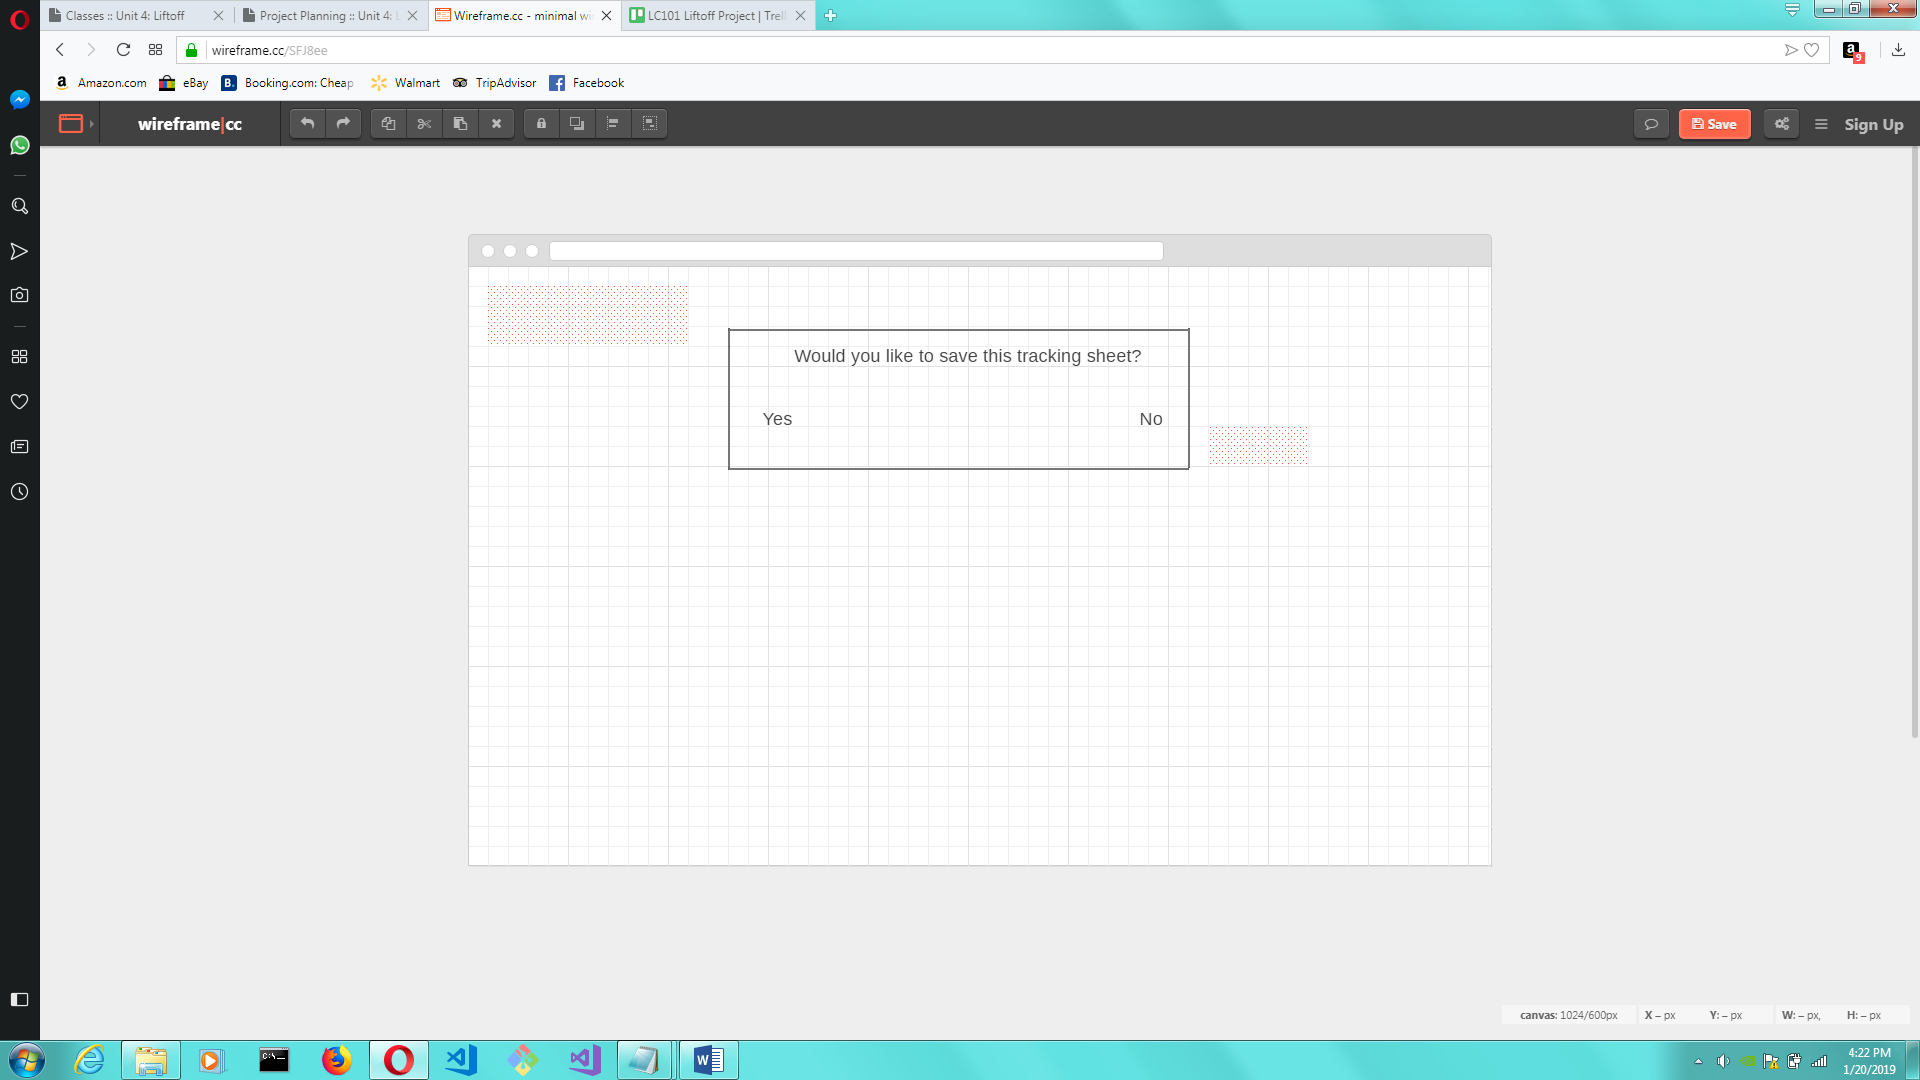 Classes :: Unit 4: Liftoff
Project Planning :: Unit 4:
Wireframe.cc - minimal wi
LC101 Liftoff Project | Trel
wireframe.cc/SFJ8ee
9
Amazon.com
eBay
Booking.com: Cheap
Walmart
TripAdvisor
Facebook
wireframe|cc
Save
Sign Up
Would you like to save this tracking sheet?
Yes
No
canvas: 1024/600px
X – px
Y: – px
W: – px,
H: – px
4:22 PM
1/20/2019